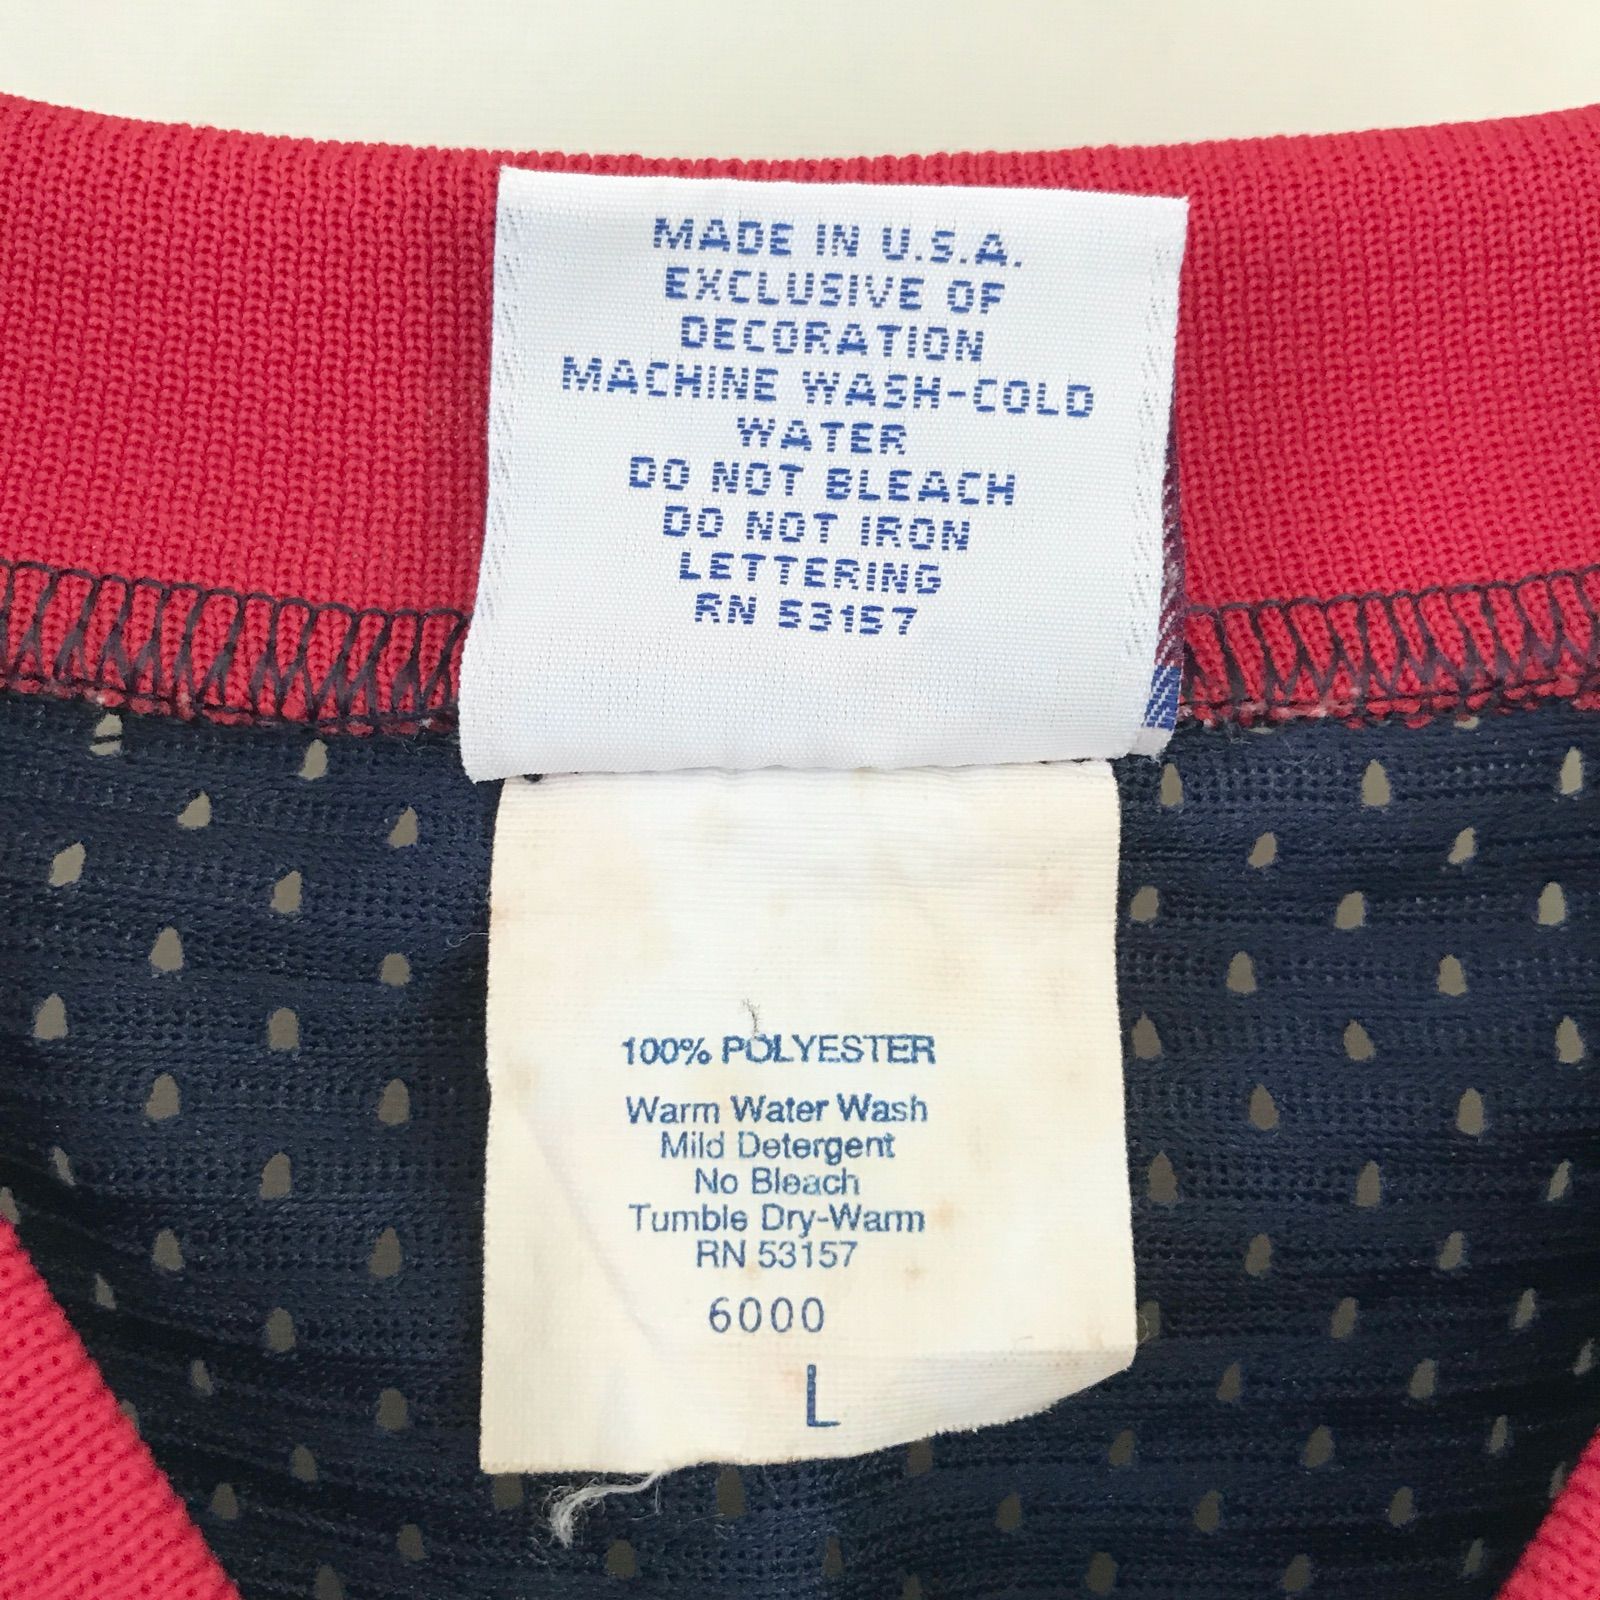 MADE IN U.S.A.
EXCLUSIVE OF
DECORATION
MACHINE WASH-COLD
WATER
DO NOT BLEACH
DO NOT IRON
LETTERING
RN 53157
100% POLYESTER
Warm Water Wash
Mild Detergent
No Bleach
Tumble Dry-Warm
RN 53157
6000
L